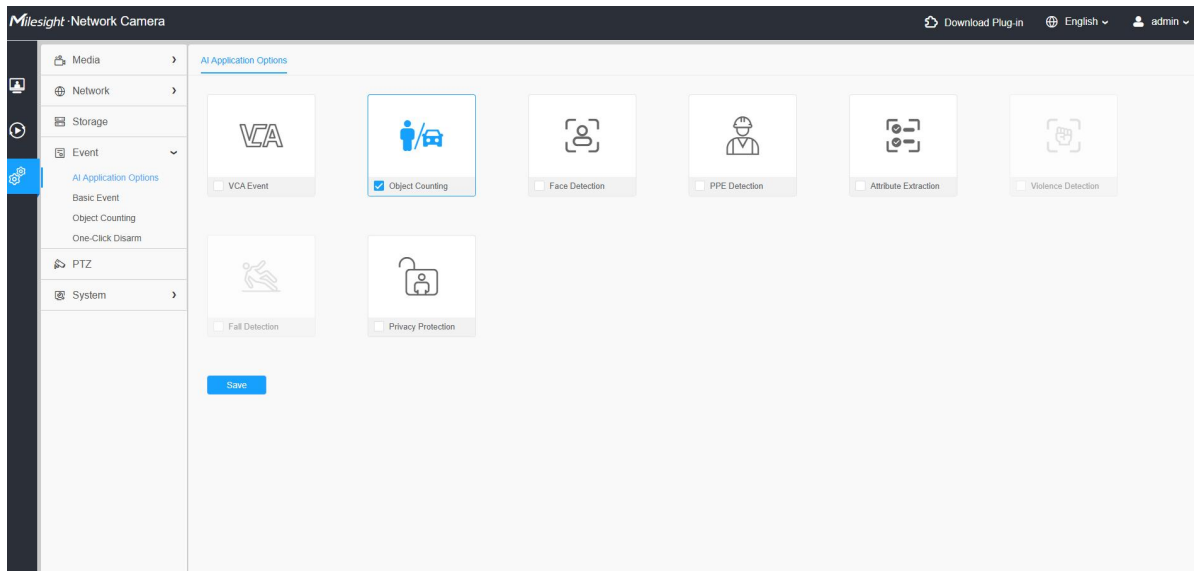 Milesight · Network Camera
Download Plug-in
English
admin
Media
Network
Storage
Event
AI Application Options
Basic Event
Object Counting
One-Click Disarm
PTZ
System
AI Application Options
VCA
VCA Event
Object Counting
Face Detection
PPE Detection
Attribute Extraction
Violence Detection
Fall Detection
Privacy Protection
Save